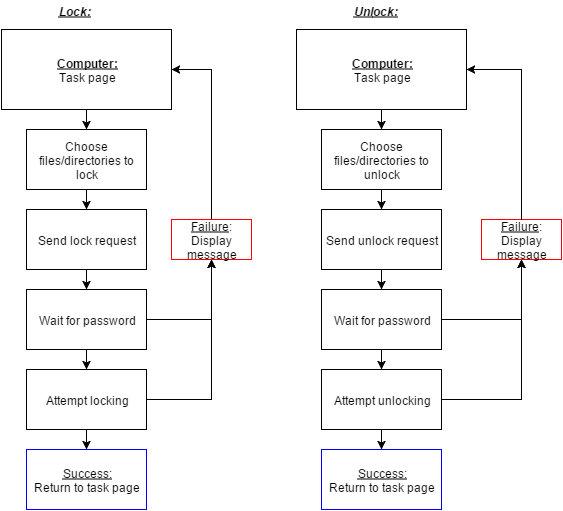 Lock:
Computer:
Task page
Choose
files/directories to
lock
Send lock request
Failure:
Display
message
Wait for password
Attempt locking
Success:
Return to task page
Unlock:
Computer:
Task page
Choose
files/directories to
unlock
Send unlock request
Failure:
Display
message
Wait for password
Attempt unlocking
Success:
Return to task page